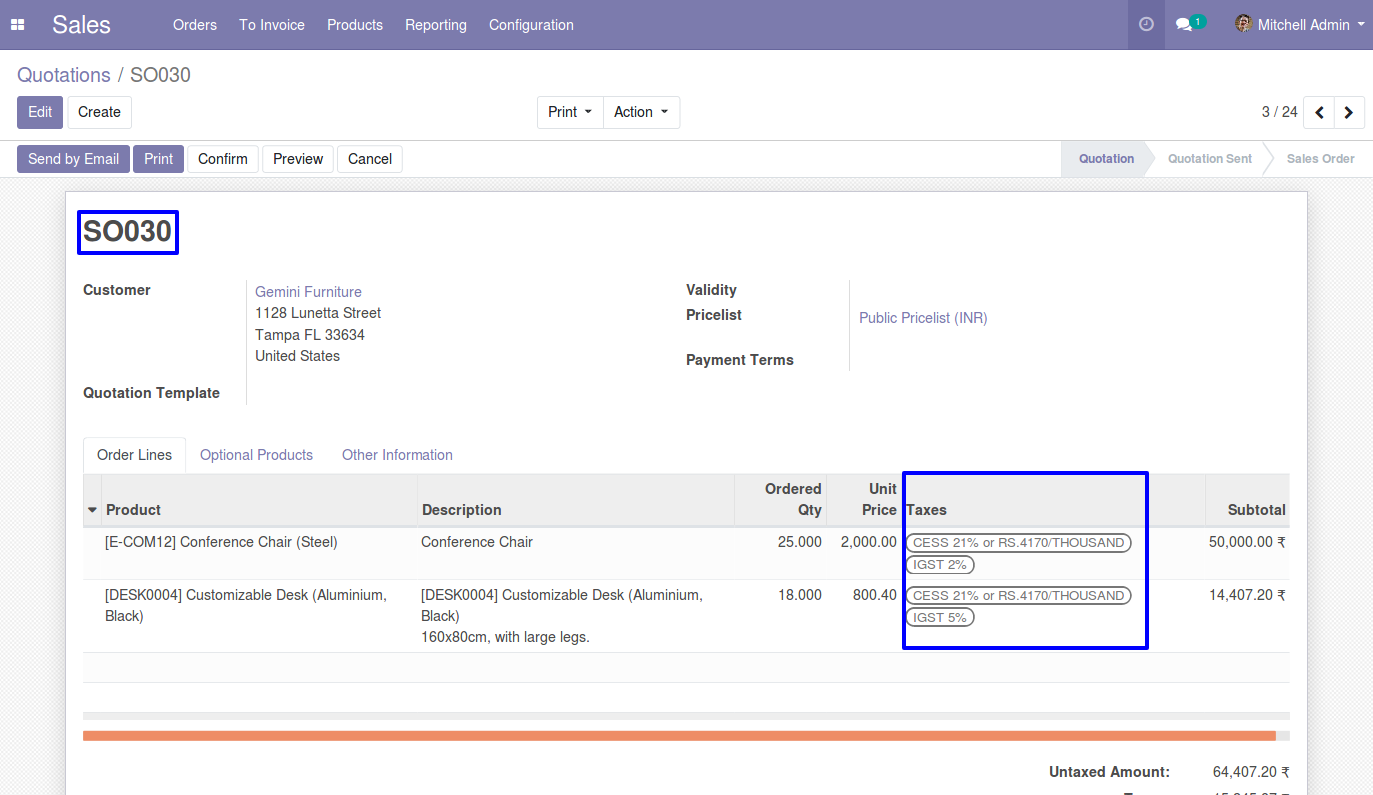 Sales Orders To Invoice Products Reporting Configuration 1 Mitchell Admin
Quotations / SO030
Edit Create Print Action 3 / 24
Send by Email Print Confirm Preview Cancel Quotation Quotation Sent Sales Order
SO030
Customer
Gemini Furniture
1128 Lunetta Street
Tampa FL 33634
United States
Quotation Template
Validity
Pricelist Public Pricelist (INR)
Payment Terms
Order Lines Optional Products Other Information
Product Description Ordered Qty Unit Price Taxes Subtotal
[E-COM12] Conference Chair (Steel) Conference Chair 25.000 2,000.00 CESS 21% or RS.4170/THOUSAND 50,000.00 ₹
IGST 2%
[DESK0004] Customizable Desk (Aluminium, [DESK0004] Customizable Desk (Aluminium, 18.000 800.40 CESS 21% or RS.4170/THOUSAND 14,407.20 ₹
Black) Black) IGST 5%
160x80cm, with large legs.
Untaxed Amount: 64,407.20 ₹